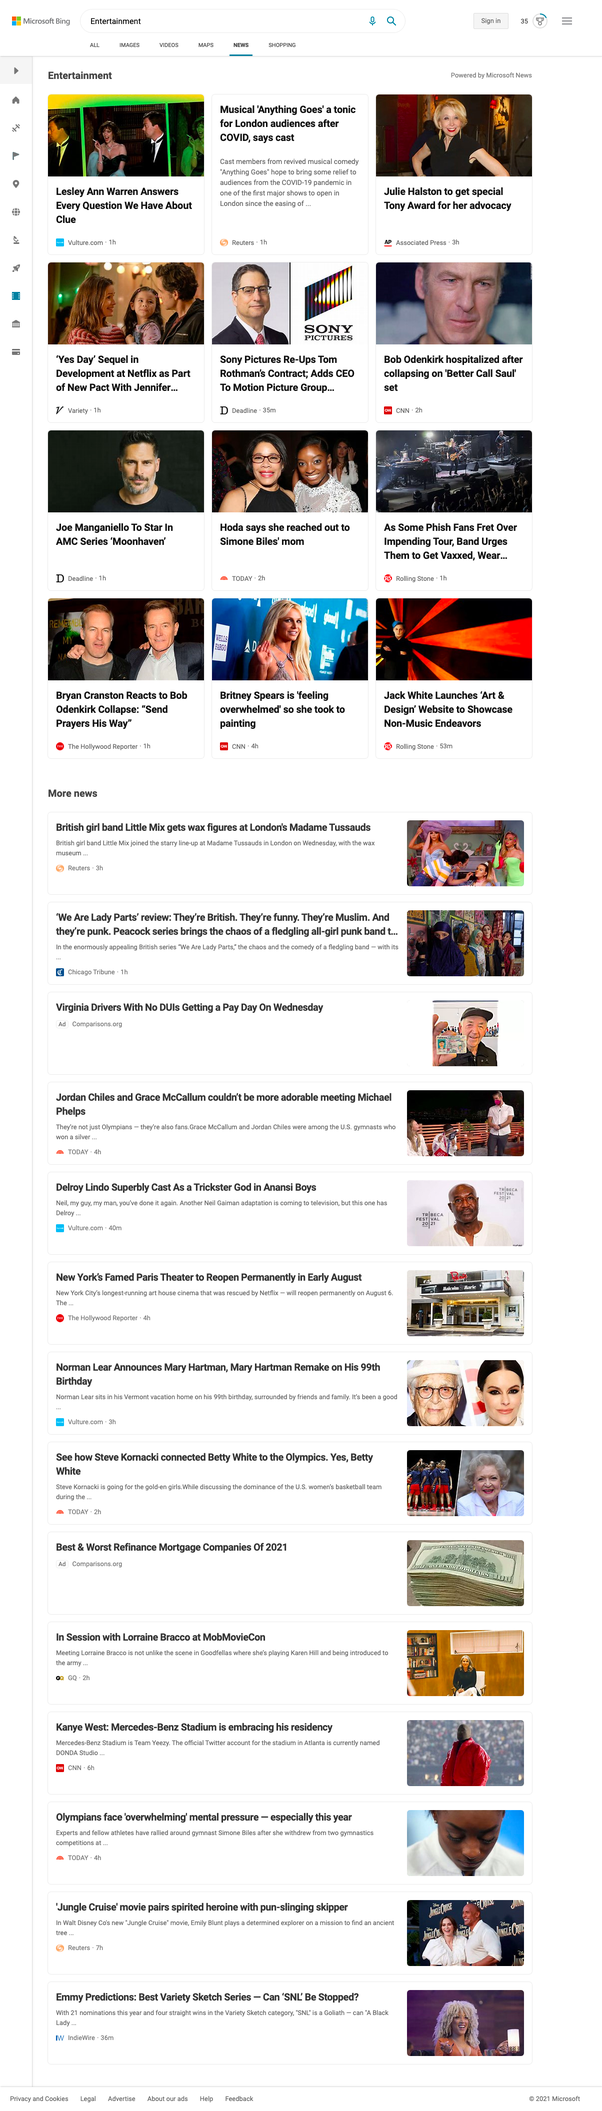 Microsoft Bing
Entertainment
Sign in
35
ALL
IMAGES
VIDEOS
MAPS
NEWS
SHOPPING
Entertainment
Powered by Microsoft News
Lesley Ann Warren Answers
Every Question We Have About
Clue
Vulture.com · 1h
Musical 'Anything Goes' a tonic
for London audiences after
COVID, says cast
Cast members from revived musical comedy
"Anything Goes" hope to bring some relief to
audiences from the COVID-19 pandemic in
one of the first major shows to open in
London since the easing of ...
Reuters · 1h
Julie Halston to get special
Tony Award for her advocacy
AP Associated Press · 3h
'Yes Day' Sequel in
Development at Netflix as Part
of New Pact With Jennifer...
Variety · 1h
SONY
PICTURES
Sony Pictures Re-Ups Tom
Rothman's Contract; Adds CEO
To Motion Picture Group...
Deadline · 35m
Bob Odenkirk hospitalized after
collapsing on 'Better Call Saul'
set
CNN · 2h
Joe Manganiello To Star In
AMC Series 'Moonhaven'
Deadline · 1h
Hoda says she reached out to
Simone Biles' mom
TODAY · 2h
As Some Phish Fans Fret Over
Impending Tour, Band Urges
Them to Get Vaxxed, Wear...
Rolling Stone · 1h
Bryan Cranston Reacts to Bob
Odenkirk Collapse: "Send
Prayers His Way"
The Hollywood Reporter · 1h
Britney Spears is 'feeling
overwhelmed' so she took to
painting
CNN · 4h
Jack White Launches 'Art &
Design' Website to Showcase
Non-Music Endeavors
Rolling Stone · 53m
More news
British girl band Little Mix gets wax figures at London's Madame Tussauds
British girl band Little Mix joined the starry line-up at Madame Tussauds in London on Wednesday, with the wax
museum ...
Reuters · 3h
'We Are Lady Parts' review: They're British. They're funny. They're Muslim. And
they're punk. Peacock series brings the chaos of a fledgling all-girl punk band t...
In the enormously appealing British series "We Are Lady Parts," the chaos and the comedy of a fledgling band — with its
...
Chicago Tribune · 1h
Virginia Drivers With No DUIs Getting a Pay Day On Wednesday
Ad Comparisons.org
Jordan Chiles and Grace McCallum couldn't be more adorable meeting Michael
Phelps
They're not just Olympians — they're also fans.Grace McCallum and Jordan Chiles were among the U.S. gymnasts who
won a silver ...
TODAY · 4h
Delroy Lindo Superbly Cast As a Trickster God in Anansi Boys
Neil, my guy, my man, you've done it again. Another Neil Gaiman adaptation is coming to television, but this one has
Delroy ...
Vulture.com · 40m
New York's Famed Paris Theater to Reopen Permanently in Early August
New York City's longest-running art house cinema that was rescued by Netflix — will reopen permanently on August 6.
The ...
The Hollywood Reporter · 4h
Norman Lear Announces Mary Hartman, Mary Hartman Remake on His 99th
Birthday
Norman Lear sits in his Vermont vacation home on his 99th birthday, surrounded by friends and family. It's been a good
...
Vulture.com · 3h
See how Steve Kornacki connected Betty White to the Olympics. Yes, Betty
White
Steve Kornacki is going for the gold-en girls.While discussing the dominance of the U.S. women's basketball team
during the ...
TODAY · 2h
Best & Worst Refinance Mortgage Companies Of 2021
Ad Comparisons.org
In Session with Lorraine Bracco at MobMovieCon
Meeting Lorraine Bracco is not unlike the scene in Goodfellas where she's playing Karen Hill and being introduced to
the army ...
GQ · 2h
Kanye West: Mercedes-Benz Stadium is embracing his residency
Mercedes-Benz Stadium is Team Yeezy. The official Twitter account for the stadium in Atlanta is currently named
DONDA Studio ...
CNN · 6h
Olympians face 'overwhelming' mental pressure — especially this year
Experts and fellow athletes have rallied around gymnast Simone Biles after she withdrew from two gymnastics
competitions at ...
TODAY · 4h
'Jungle Cruise' movie pairs spirited heroine with pun-slinging skipper
In Walt Disney Co's new "Jungle Cruise" movie, Emily Blunt plays a determined explorer on a mission to find an ancient
tree ...
Reuters · 7h
Emmy Predictions: Best Variety Sketch Series — Can 'SNL' Be Stopped?
With 21 nominations this year and four straight wins in the Variety Sketch category, "SNL" is a Goliath — can "A Black
Lady ...
IndieWire · 36m
Privacy and Cookies
Legal
Advertise
About our ads
Help
Feedback
© 2021 Microsoft